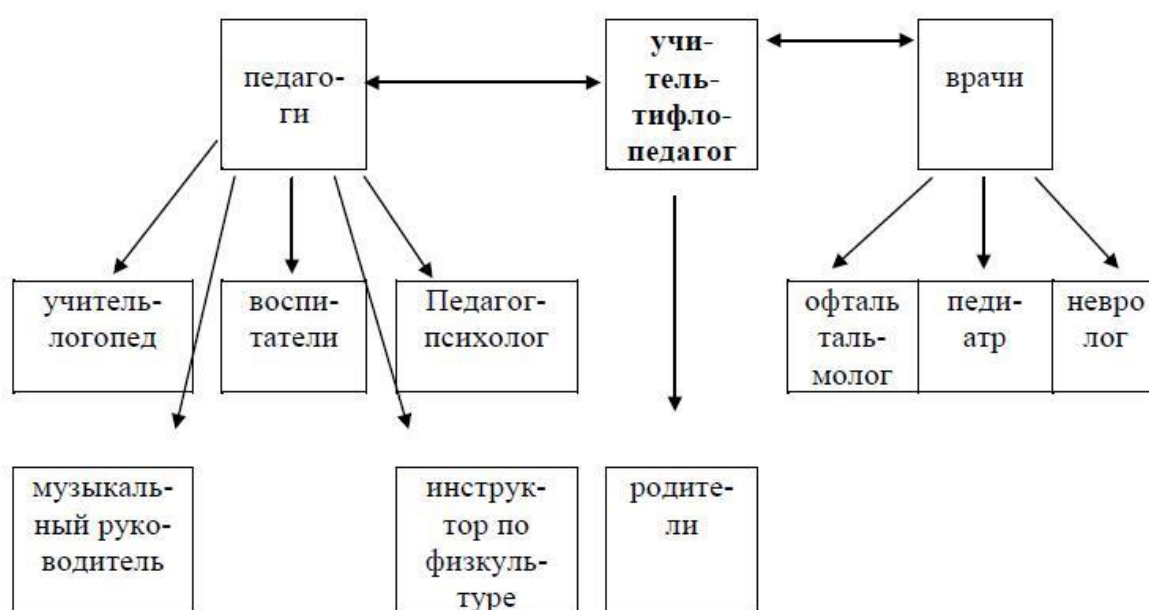 педаго-
ги
учи-
тель-
тифло-
педагог
врачи
учитель-
логопед
воспи-
татели
Педагог-
психолог
офталь
таль-
молог
педи-
атр
невро
лог
музыкаль-
ный руко-
водитель
инструк-
тор по
физкуль-
туре
родите-
ли